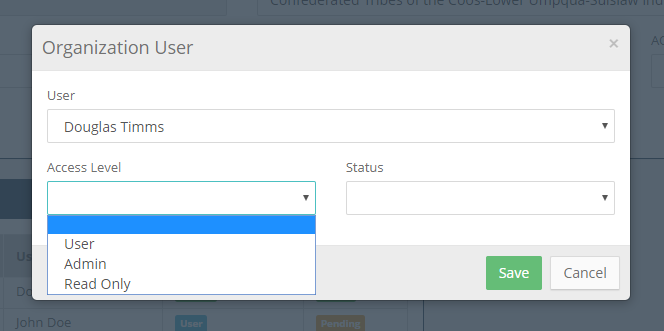 Confederated Tribes of the Coos-Lower Umpqua-Suislaw Ind
Organization User
×
User
Douglas Timms
Access Level
Status
User
Admin
Read Only
Save
Cancel
John Doe
User
Pending